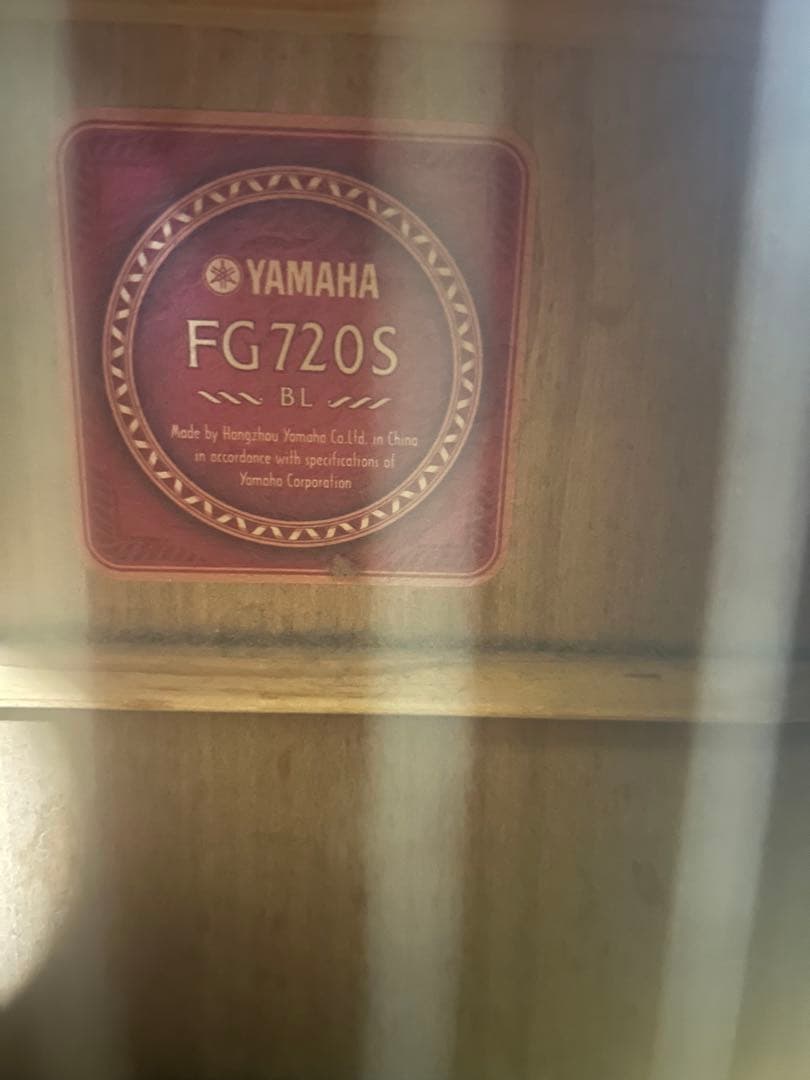 YAMAHA
FG720S
BL
Made by Hangzhou Yamaha Co.Ltd. in China
in accordance with specifications of
Yamaha Corporation